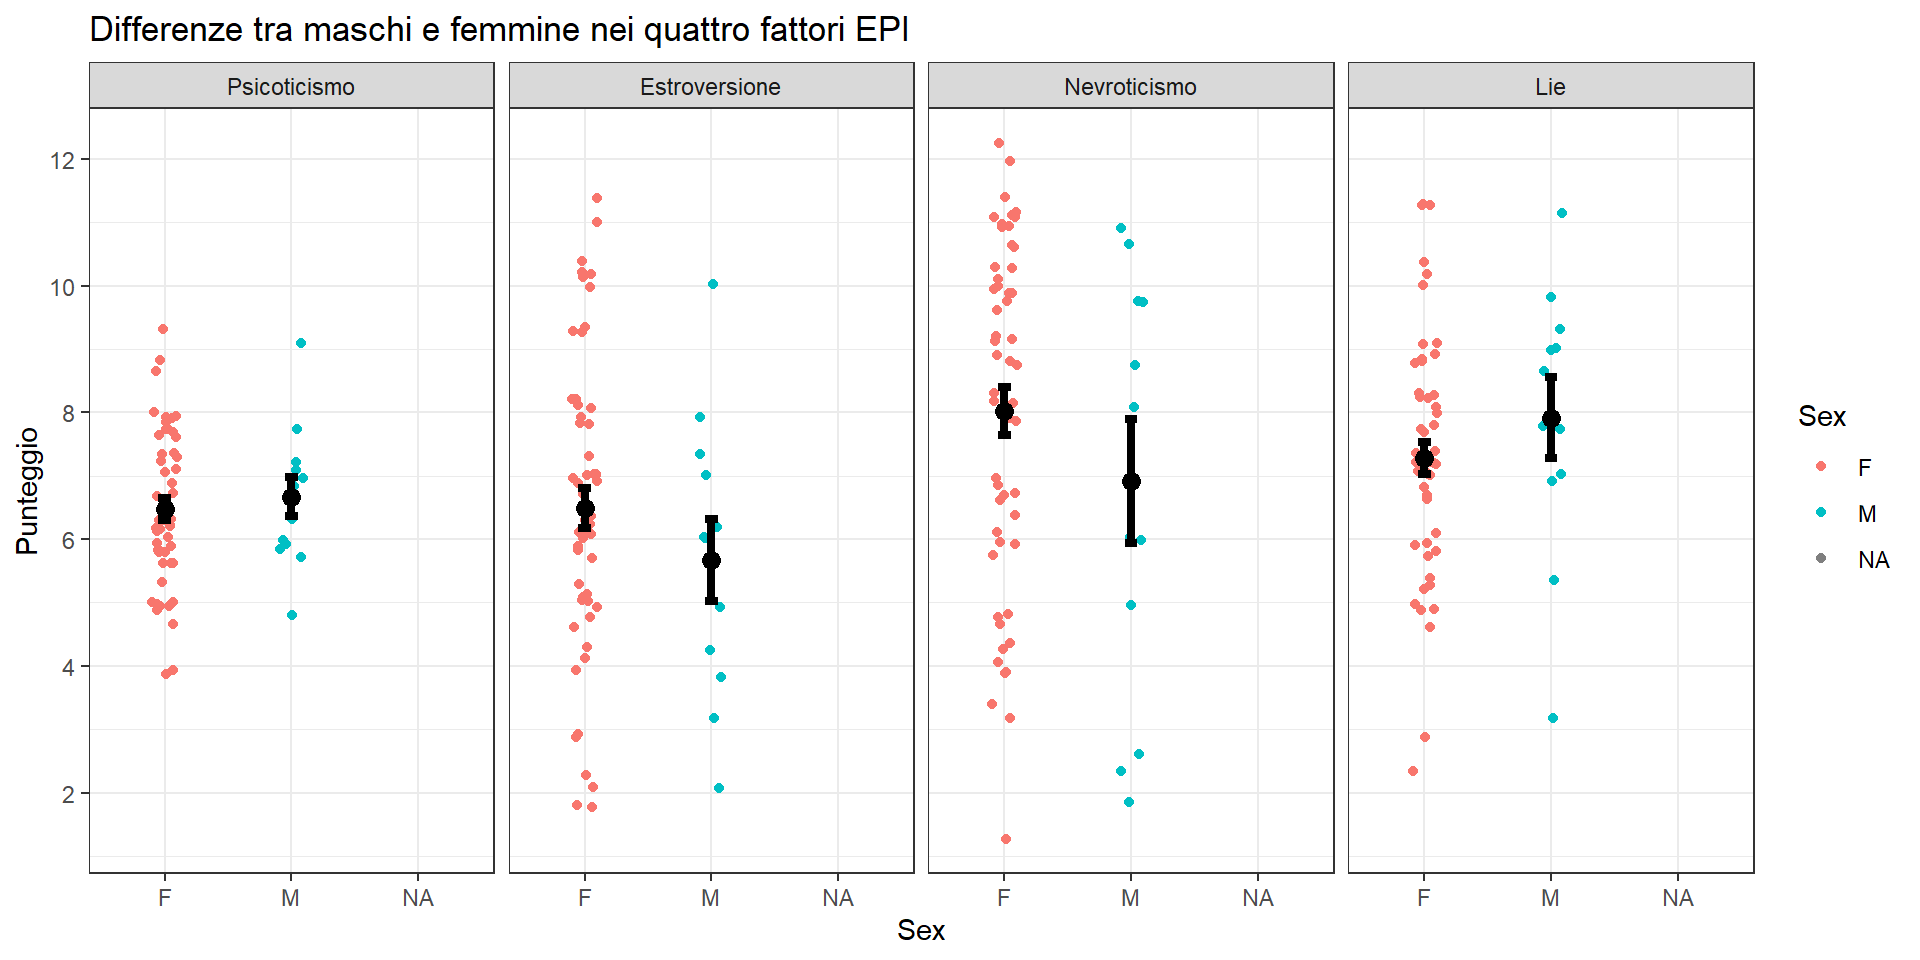 Differenze tra maschi e femmine nei quattro fattori EPI
Psicoticismo
Estroversione
Nevroticismo
Lie
Punteggio
12
10
8
6
4
2
F M NA
F M NA
F M NA
F M NA
Sex
Sex
F
M
NA